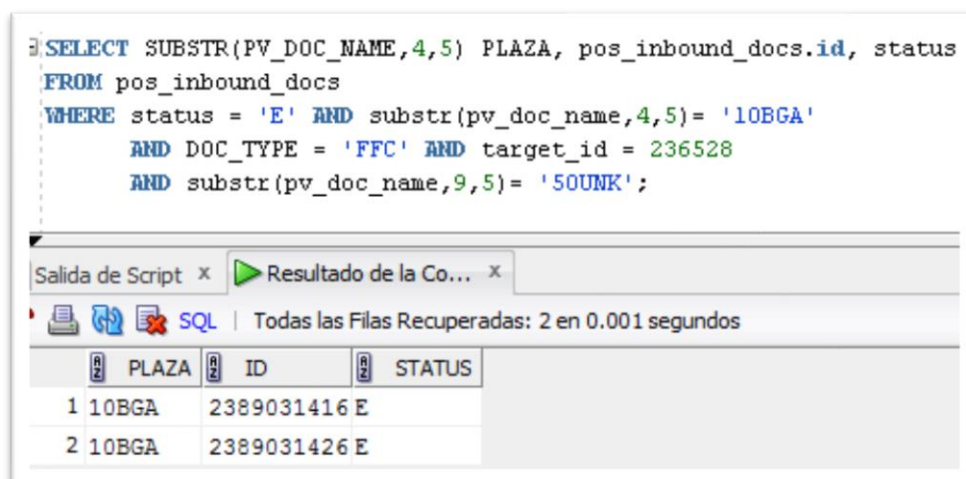 SELECT SUBSTR(PV_DOC_NAME,4,5) PLAZA, pos_inbound_docs.id, status
FROM pos_inbound_docs
WHERE status = 'E' AND substr(pv_doc_name,4,5)= '10BGA'
AND DOC_TYPE = 'FFC' AND target_id = 236528
AND substr(pv_doc_name,9,5)= '50UNK';
Salida de Script x Resultado de la Co... x
SQL | Todas las Filas Recuperadas: 2 en 0.001 segundos
PLAZA ID STATUS
1 10BGA 2389031416 E
2 10BGA 2389031426 E